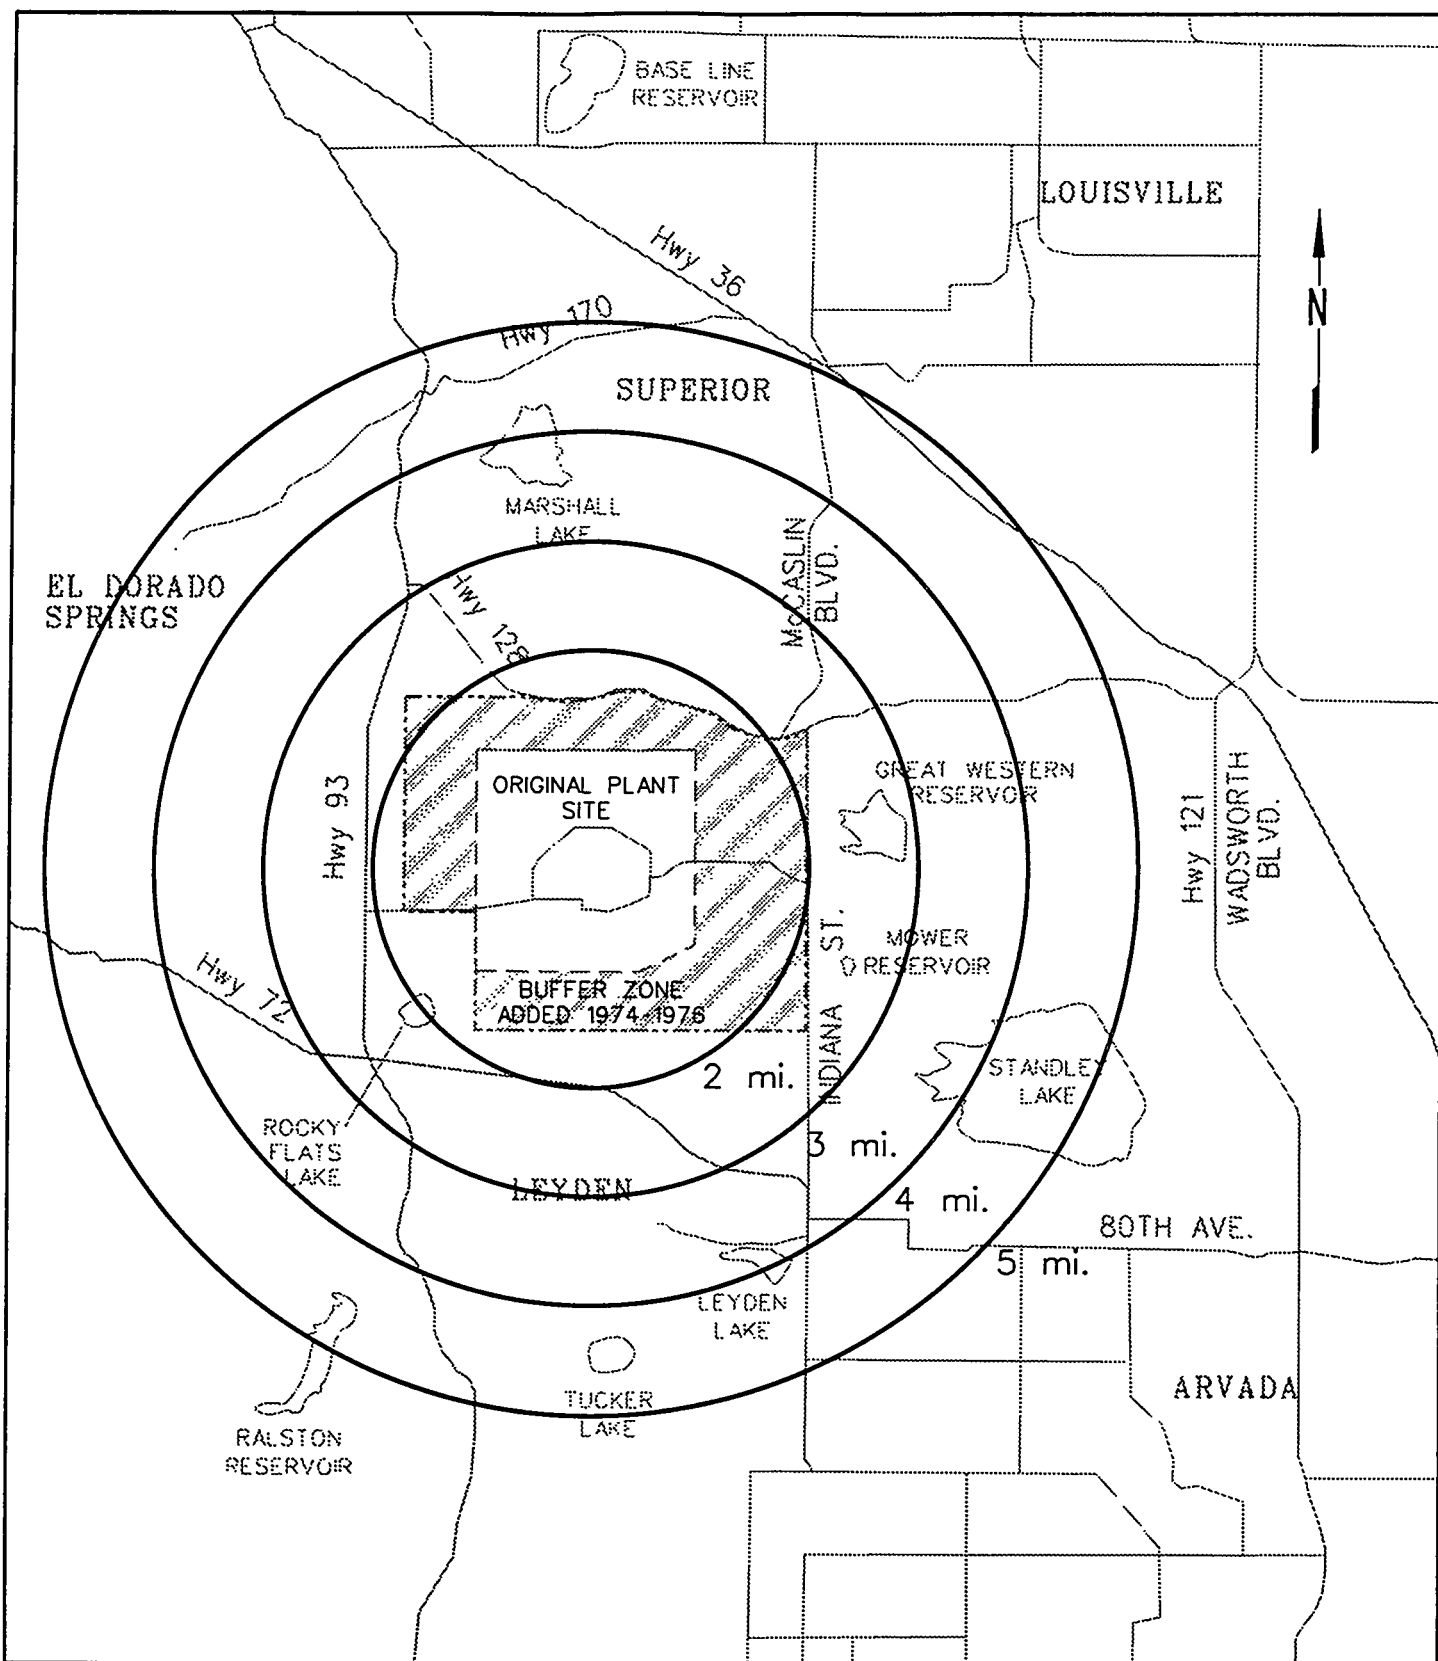 BASE LINE
RESERVOIR
LOUISVILLE
Hwy 36
N
Hwy 170
SUPERIOR
MARSHALL
LAKE
McCASLIN
BLVD.
EL DORADO
SPRINGS
Hwy 128
Hwy 93
ORIGINAL PLANT
SITE
GREAT WESTERN
RESERVOIR
Hwy 121
WADSWORTH
BLVD.
MOWER
RESERVOIR
Hwy 72
BUFFER ZONE
ADDED 1974-1976
INDIANA ST.
2 mi.
STANDLEY
LAKE
ROCKY
FLATS
LAKE
3 mi.
LEYDEN
4 mi.
80TH AVE.
5 mi.
LEYDEN
LAKE
TUCKER
LAKE
ARVADA
RALSTON
RESERVOIR